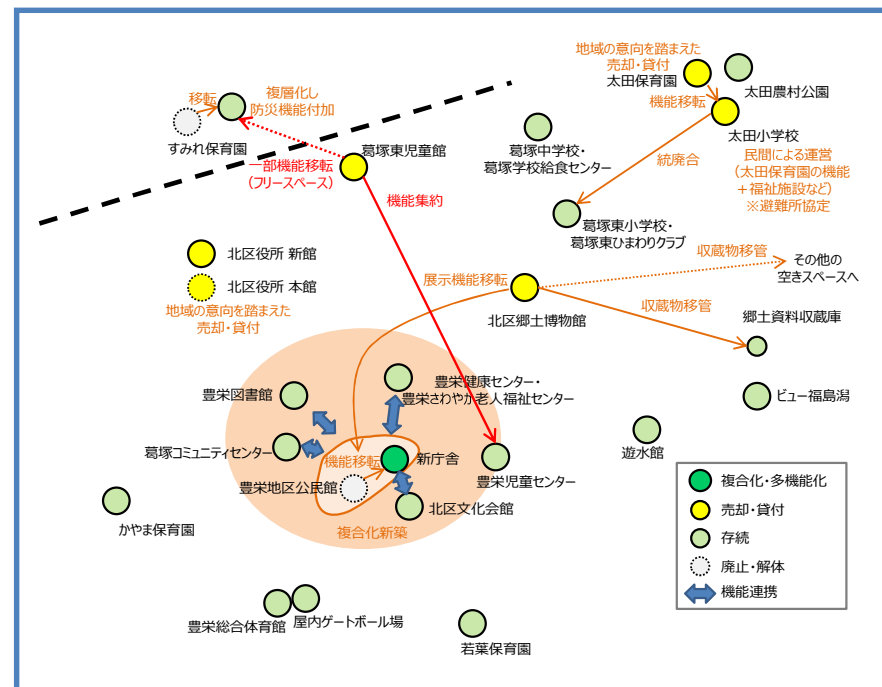 地域の意向を踏まえた
売却・貸付
太田保育園
太田農村公園
機能移転
太田小学校
民間による運営
(太田保育園の機能
+福祉施設など)
※避難所協定
移転
複層化し
防災機能付加
すみれ保育園
一部機能移転
(フリースペース)
葛塚東児童館
機能集約
葛塚中学校・
葛塚学校給食センター
統廃合
葛塚東小学校・
葛塚東ひまわりクラブ
北区役所 新館
北区役所 本館
地域の意向を踏まえた
売却・貸付
展示機能移転
北区郷土博物館
収蔵物移管
その他の
空きスペースへ
収蔵物移管
郷土資料収蔵庫
ビュー福島潟
遊水館
豊栄図書館
豊栄健康センター・
豊栄さわやか老人福祉センター
葛塚コミュニティセンター
機能移転
新庁舎
豊栄地区公民館
豊栄児童センター
北区文化会館
複合化新築
かやま保育園
豊栄総合体育館
屋内ゲートボール場
若葉保育園
複合化・多機能化
売却・貸付
存続
廃止・解体
機能連携